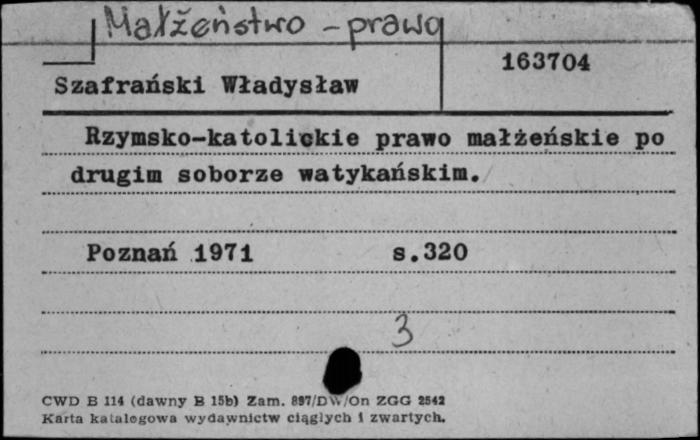 Małżeństwo - prawo
163704
Szafrański Władysław
Rzymsko-katolickie prawo małżeńskie po
drugim soborze watykańskim.
Poznań 1971 s.320
3
CWD B 114 (dawny B 15b) Zam. 897/DW/On ZGG 2542
Karta katalogowa wydawnictw ciągłych i zwartych.